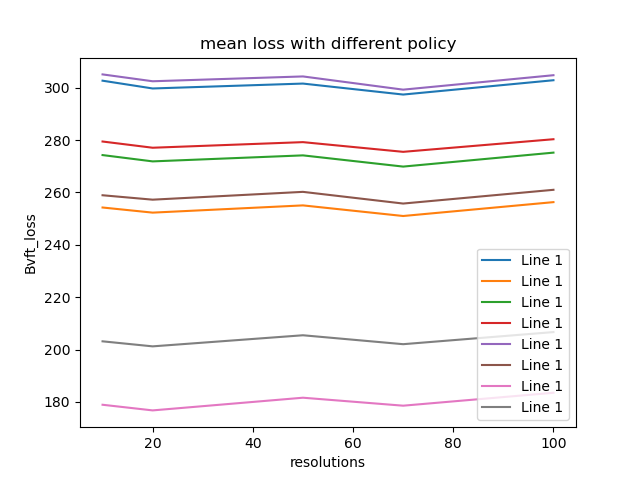 mean loss with different policy
Bvft_loss
300
280
260
240
220
200
180
20
40
60
80
100
resolutions
Line 1
Line 1
Line 1
Line 1
Line 1
Line 1
Line 1
Line 1